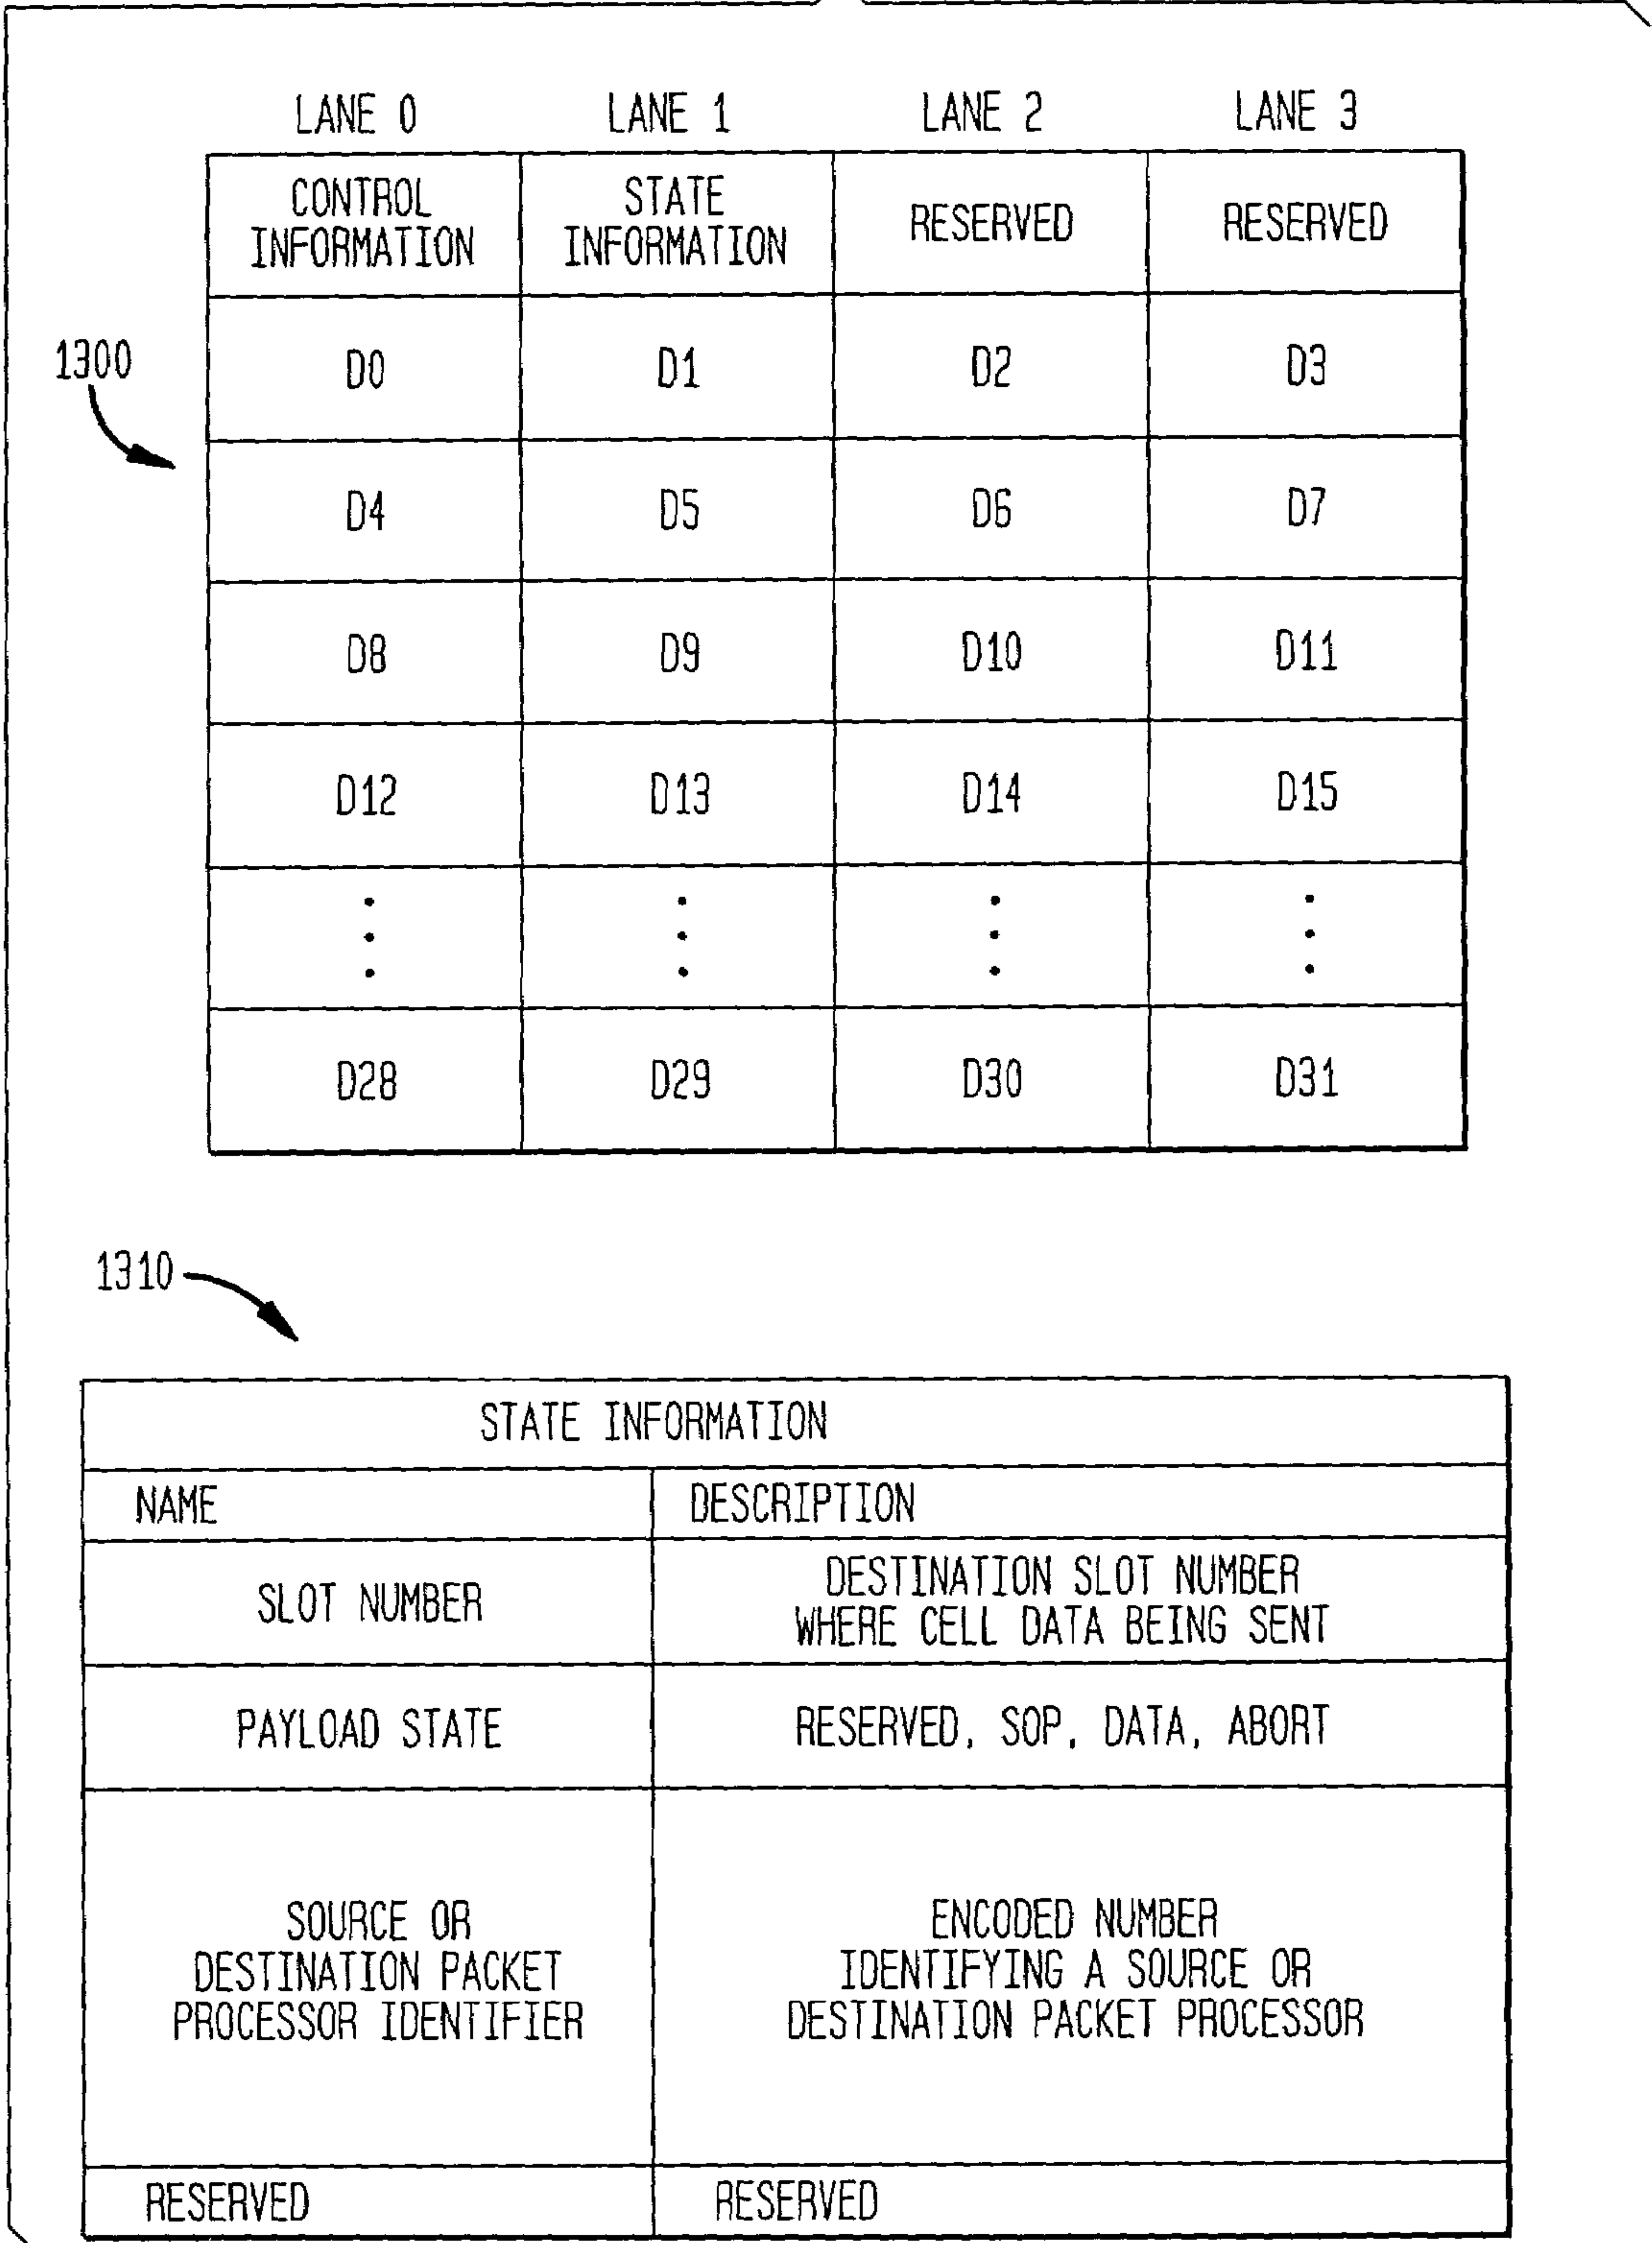 LANE 0 LANE 1 LANE 2 LANE 3
CONTROL INFORMATION STATE INFORMATION RESERVED RESERVED
1300
D0 D1 D2 D3
D4 D5 D6 D7
D8 D9 D10 D11
D12 D13 D14 D15
D28 D29 D30 D31
1310
STATE INFORMATION
NAME DESCRIPTION
SLOT NUMBER
DESTINATION SLOT NUMBER
WHERE CELL DATA BEING SENT
PAYLOAD STATE
RESERVED, SOP, DATA, ABORT
SOURCE OR
DESTINATION PACKET
PROCESSOR IDENTIFIER
ENCODED NUMBER
IDENTIFYING A SOURCE OR
DESTINATION PACKET PROCESSOR
RESERVED RESERVED